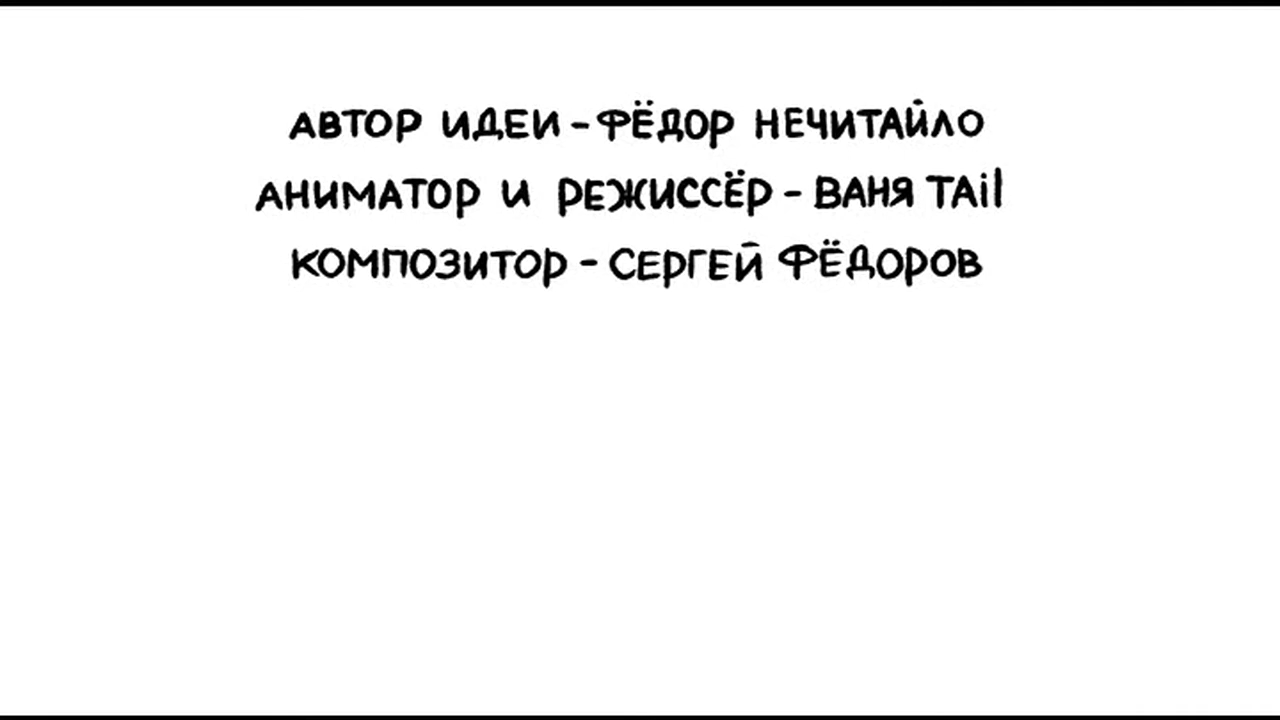 АВТОР ИДЕИ - ФЁДОР НЕЧИТАЙЛО
АНИМАТОР И РЕЖИССЁР - ВАНЯ TAil
КОМПОЗИТОР - СЕРГЕЙ ФЁДОРОВ